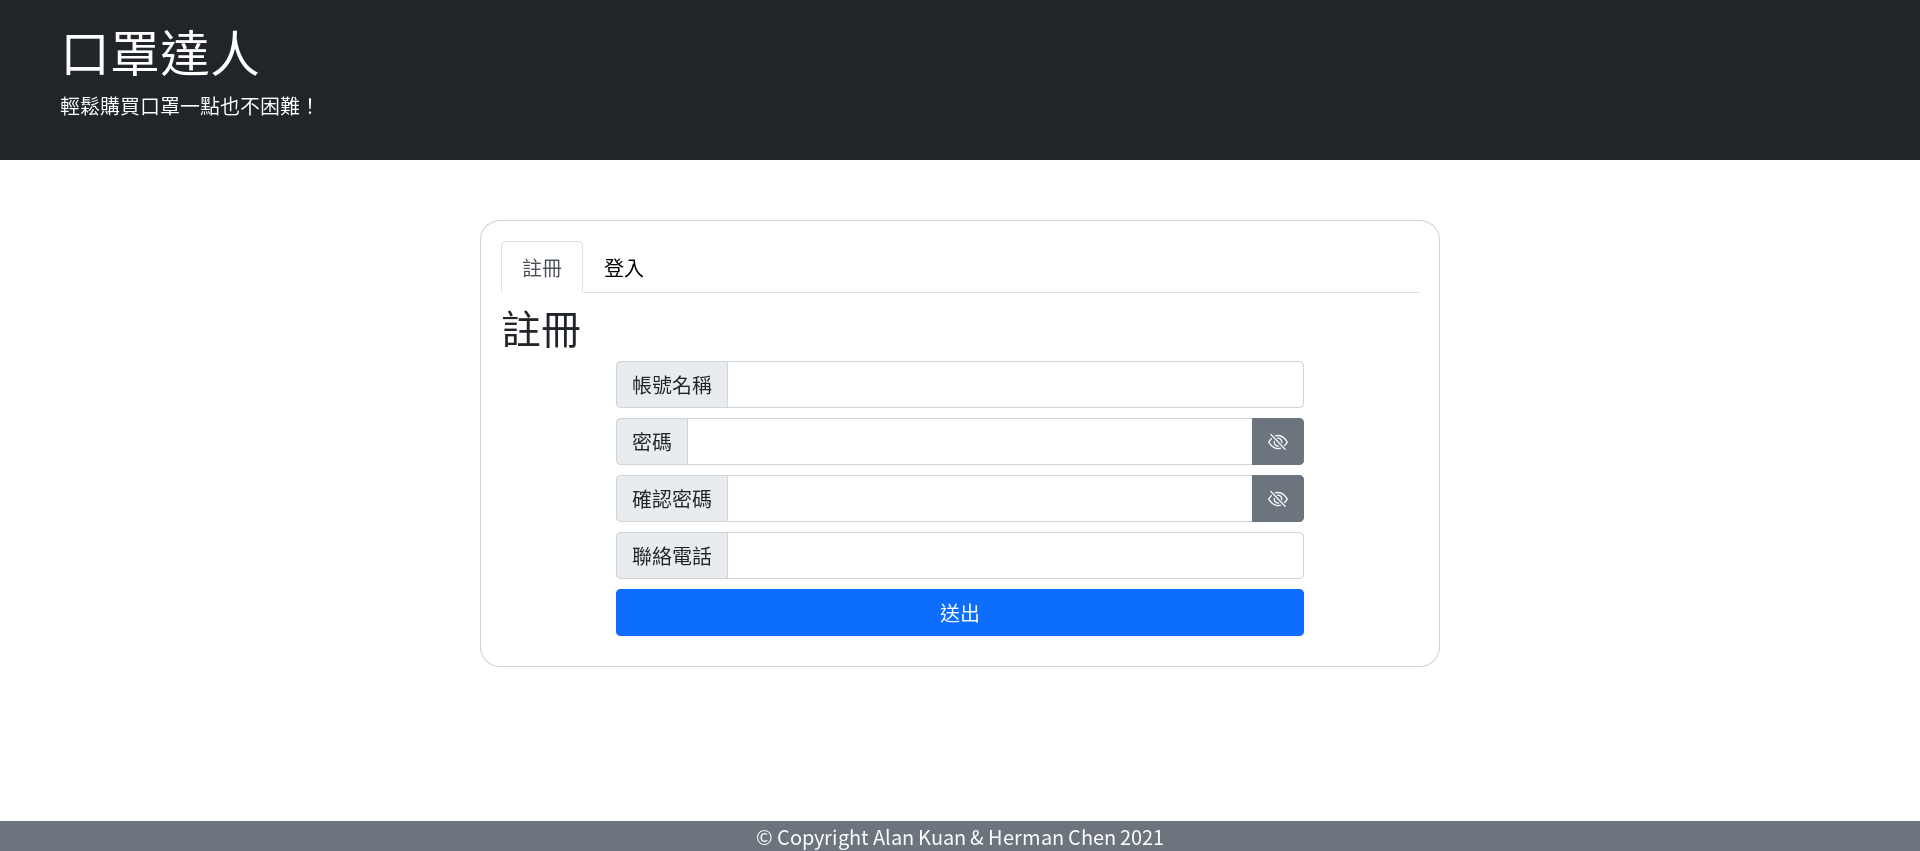 口罩達人
輕鬆購買口罩一點也不困難！
註冊 登入
註冊
帳號名稱
密碼
確認密碼
聯絡電話
送出
© Copyright Alan Kuan & Herman Chen 2021